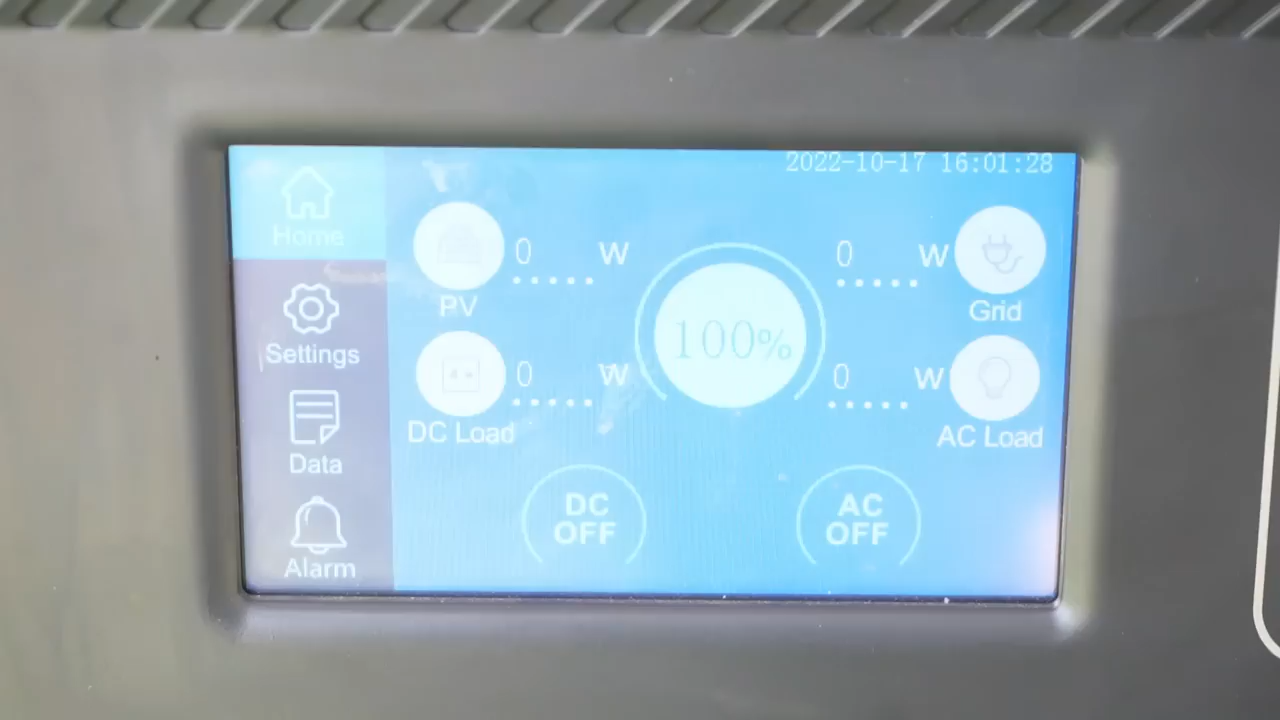 2022-10-17 16:01:28
Home
Settings
Data
Alarm
0 W
PV
0 W
DC Load
100%
0 W
Grid
0 W
AC Load
DC
OFF
AC
OFF